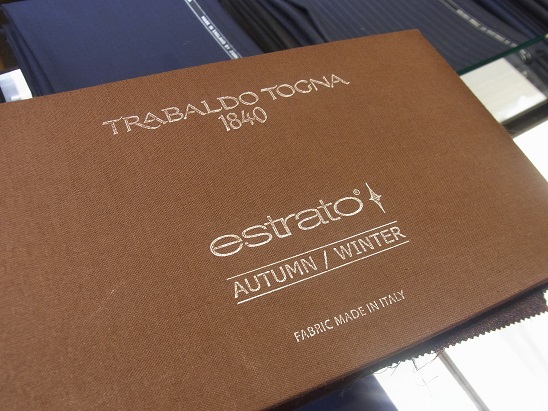 TRABALDO TOGNA
1840
estrato®
AUTUMN / WINTER
FABRIC MADE IN ITALY